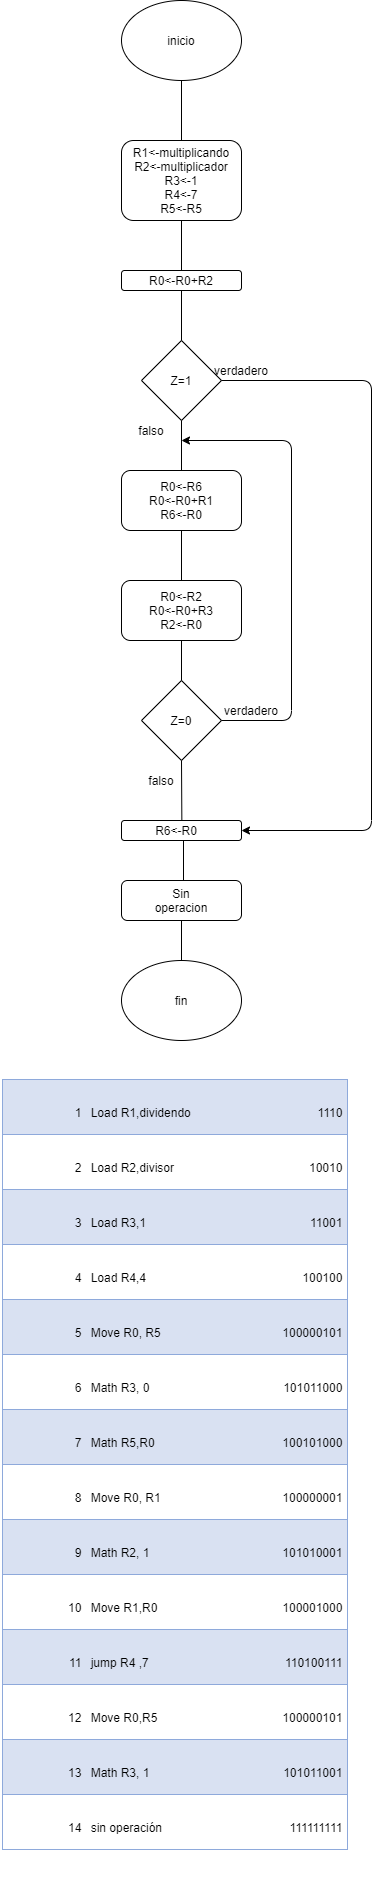 inicio
R1<-multiplicando
R2<-multiplicador
R3<-1
R4<-7
R5<-R5
R0<-R0+R2
Z=1
verdadero
falso
R0<-R6
R0<-R0+R1
R6<-R0
R0<-R2
R0<-R0+R3
R2<-R0
Z=0
verdadero
falso
R6<-R0
Sin
operacion
fin
1 Load R1,dividendo 1110
2 Load R2,divisor 10010
3 Load R3,1 11001
4 Load R4,4 100100
5 Move R0, R5 100000101
6 Math R3, 0 101011000
7 Math R5,R0 100101000
8 Move R0, R1 100000001
9 Math R2, 1 101010001
10 Move R1,R0 100001000
11 jump R4 ,7 110100111
12 Move R0,R5 100000101
13 Math R3, 1 101011001
14 sin operación 111111111